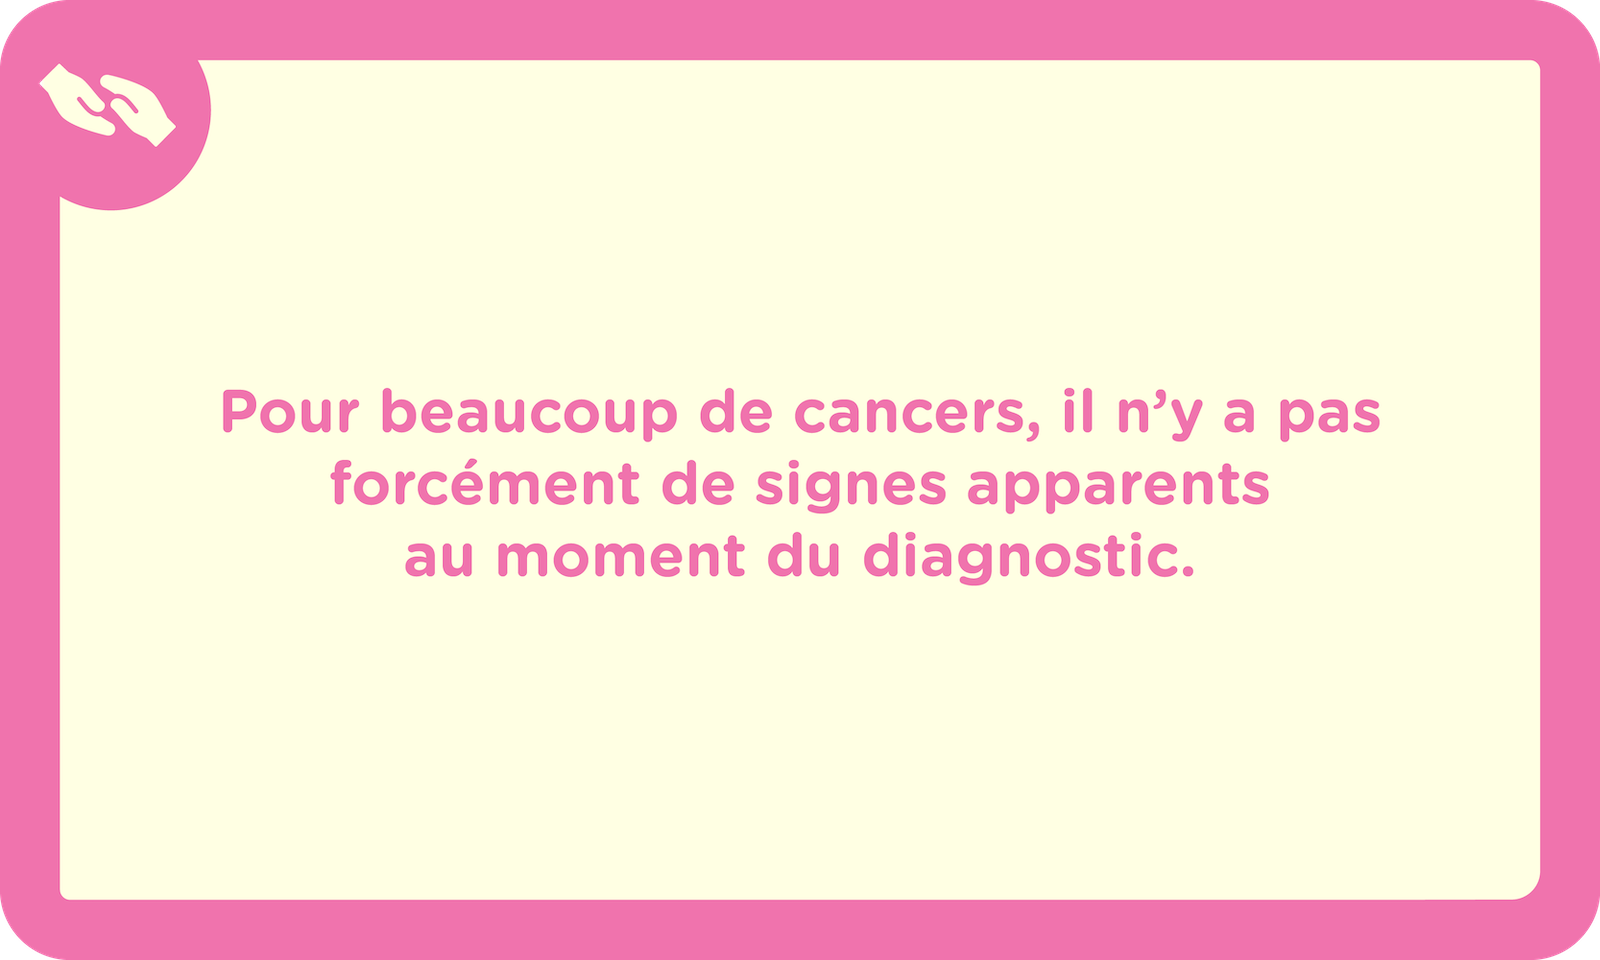 Pour beaucoup de cancers, il n’y a pas
forcément de signes apparents
au moment du diagnostic.